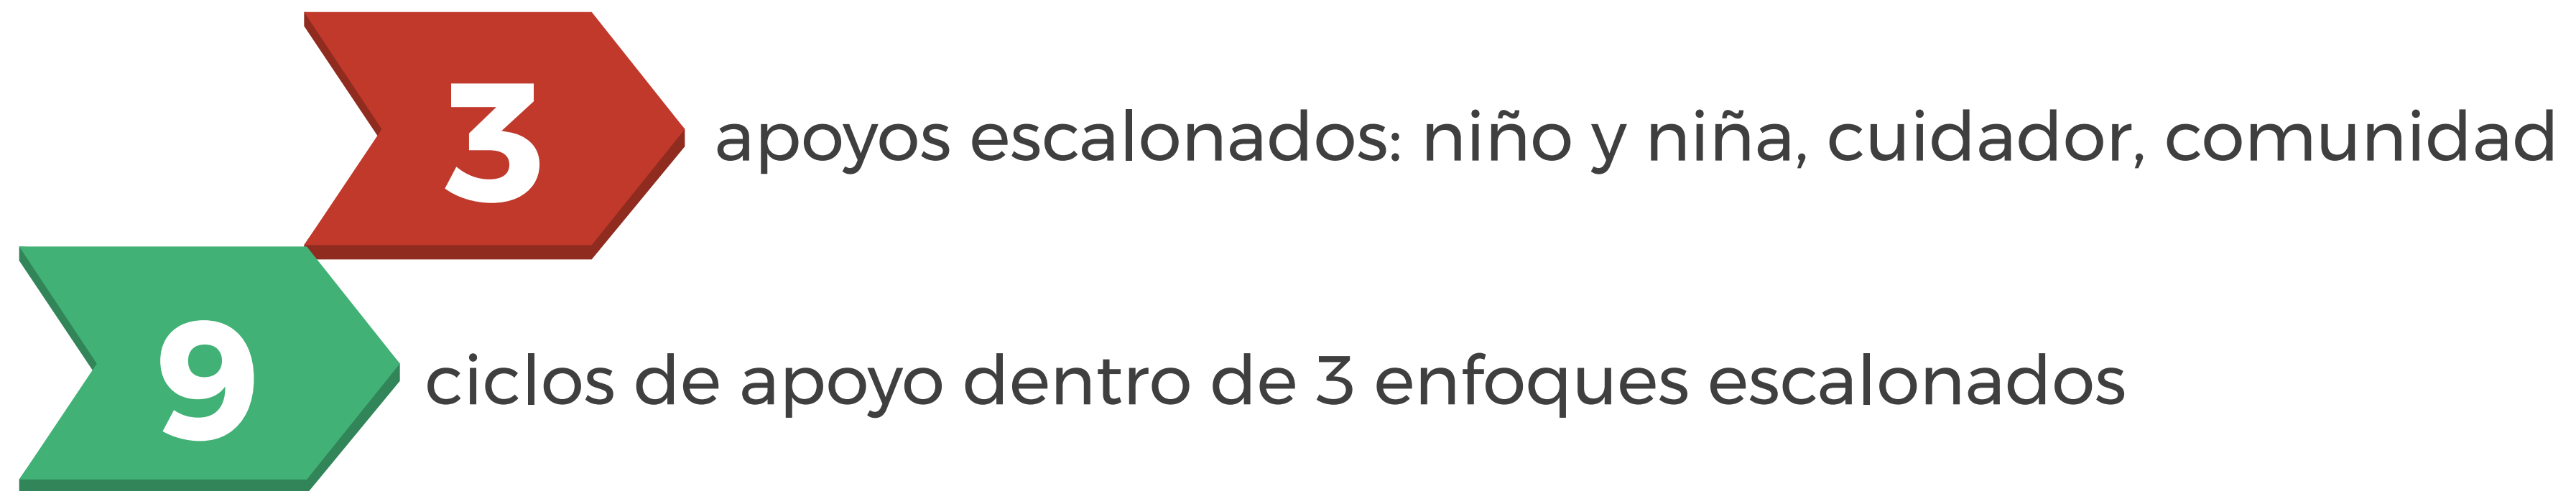 3 apoyos escalonados: niño y niña, cuidador, comunidad
9 ciclos de apoyo dentro de 3 enfoques escalonados